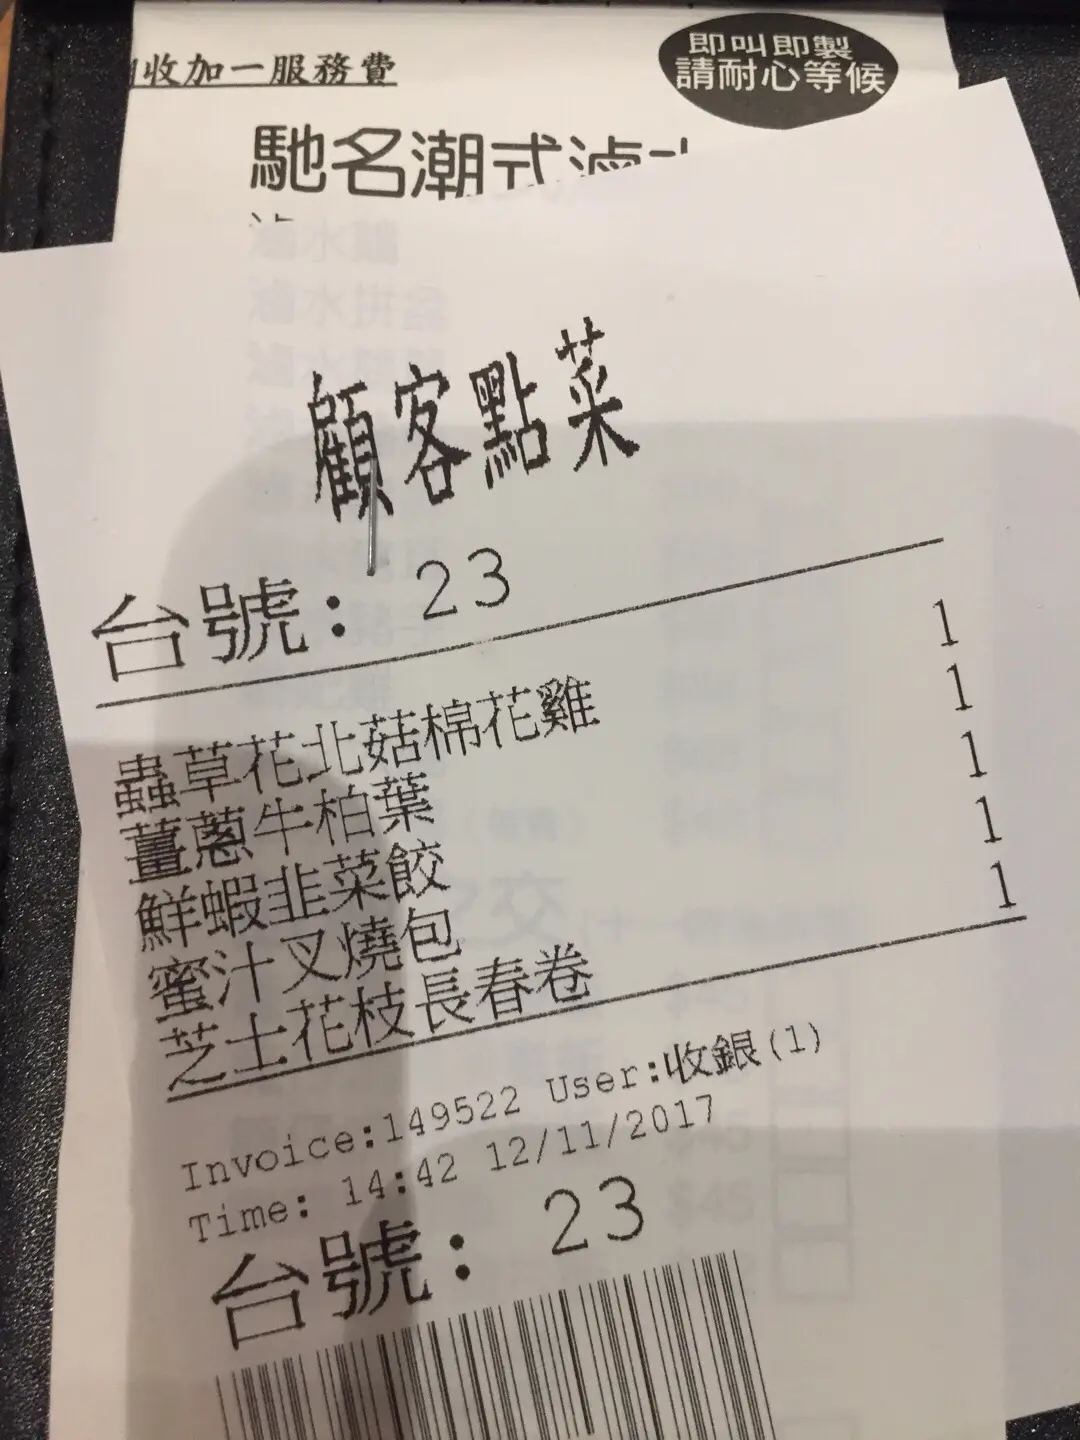 收加一服務費
即叫即製
請耐心等候
馳名潮式滷水
顧客點菜
台號: 23
蟲草花北菇棉花雞 1
薑蔥牛柏葉 1
鮮蝦韭菜餃 1
蜜汁叉燒包 1
芝士花枝長春卷 1
Invoice:149522 User:收銀(1)
Time: 14:42 12/11/2017
台號: 23